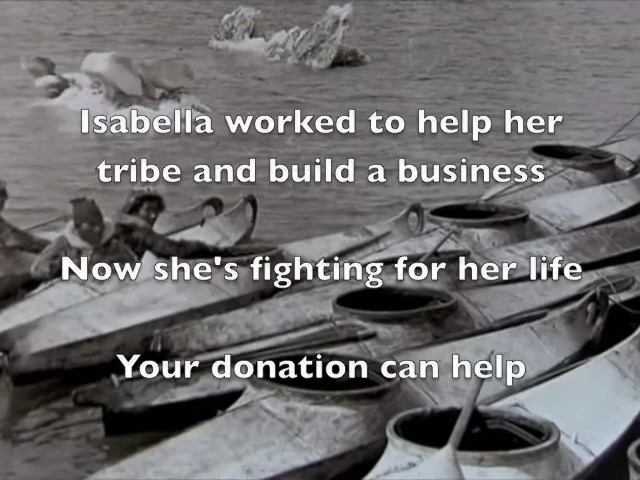 Isabella worked to help her
tribe and build a business
Now she's fighting for her life
Your donation can help